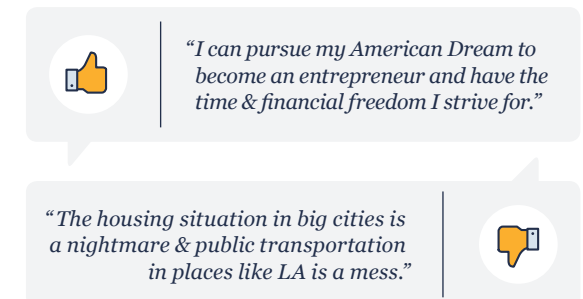 “I can pursue my American Dream to
become an entrepreneur and have the
time & financial freedom I strive for.”
“The housing situation in big cities is
a nightmare & public transportation
in places like LA is a mess.”